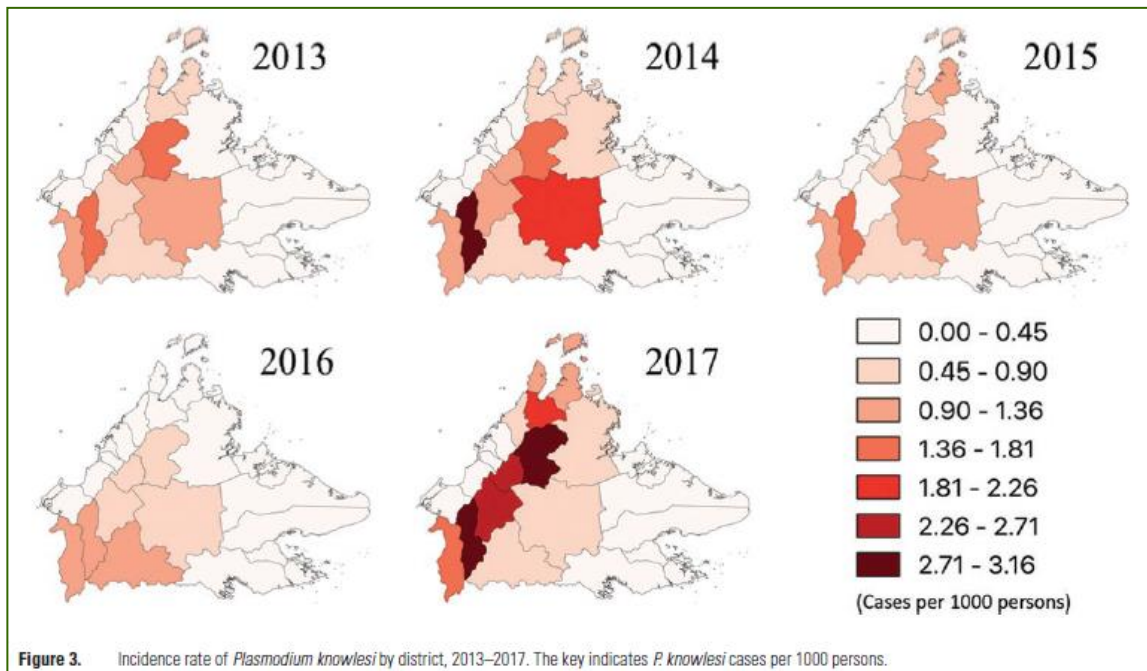 2013
2014
2015
2016
2017
0.00 - 0.45
0.45 - 0.90
0.90 - 1.36
1.36 - 1.81
1.81 - 2.26
2.26 - 2.71
2.71 - 3.16
(Cases per 1000 persons)
Figure 3. Incidence rate of Plasmodium knowlesi by district, 2013–2017. The key indicates P. knowlesi cases per 1000 persons.